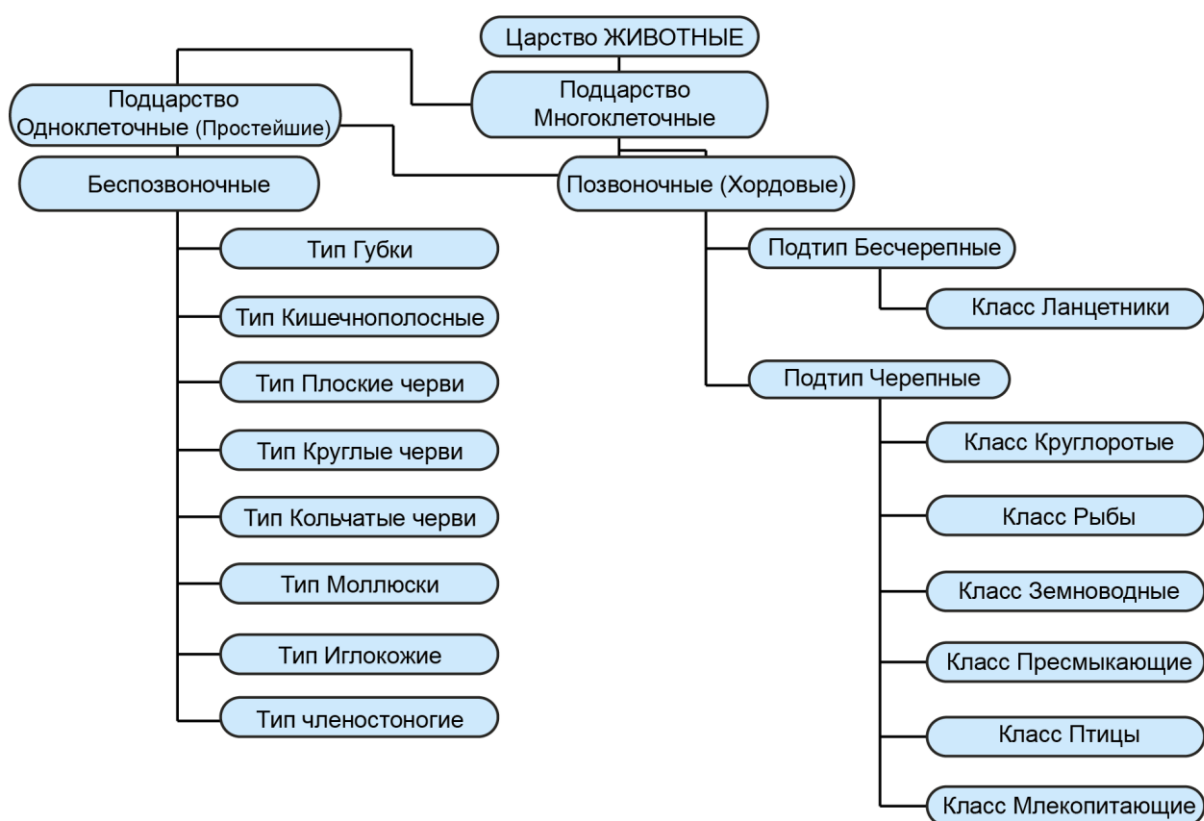 Царство ЖИВОТНЫЕ
Подцарство
Одноклеточные (Простейшие)
Подцарство
Многоклеточные
Беспозвоночные
Позвоночные (Хордовые)
Тип Губки
Тип Кишечнополосные
Тип Плоские черви
Тип Круглые черви
Тип Кольчатые черви
Тип Моллюски
Тип Иглокожие
Тип членостоногие
Подтип Бесчерепные
Класс Ланцетники
Подтип Черепные
Класс Круглоротые
Класс Рыбы
Класс Земноводные
Класс Пресмыкающие
Класс Птицы
Класс Млекопитающие